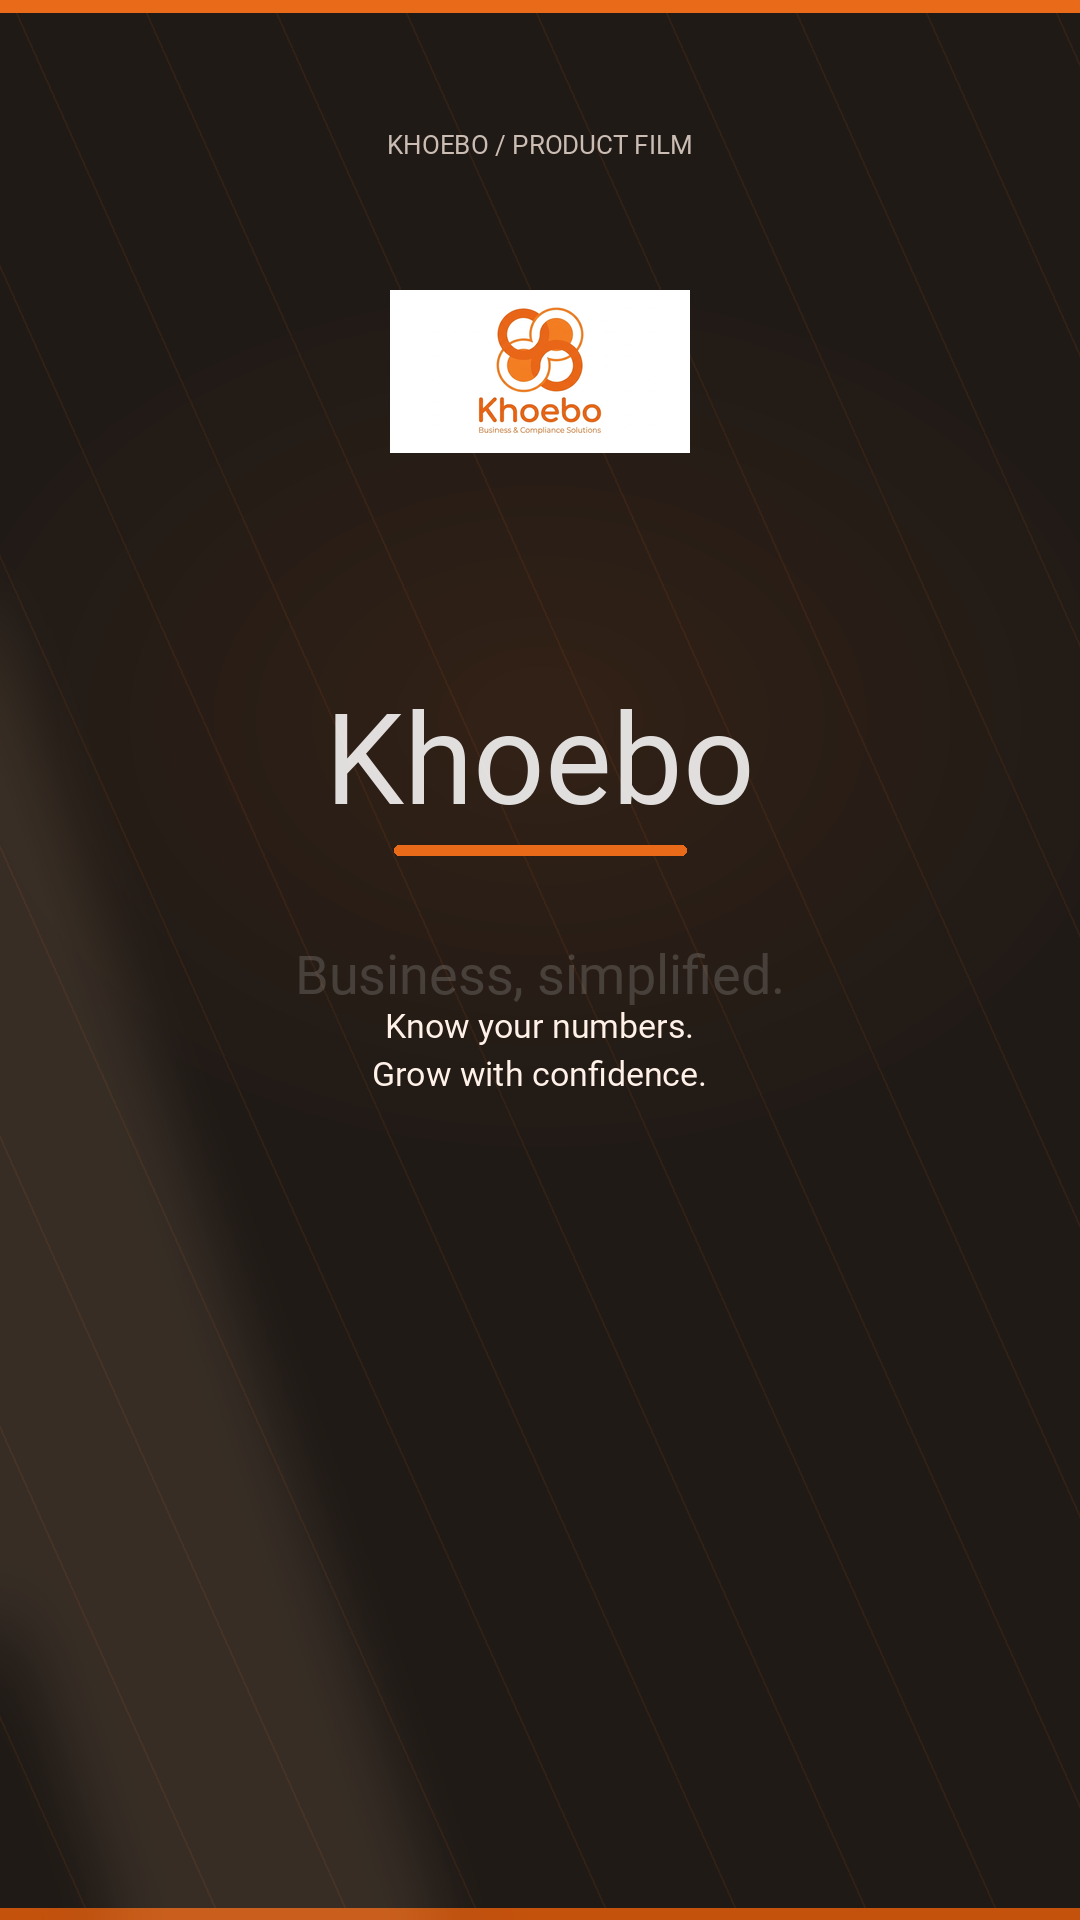 KHOEBO / PRODUCT FILM
Khoebo
Business & Compliance Solutions
Khoebo
Business, simplified.
Know your numbers.
Grow with confidence.